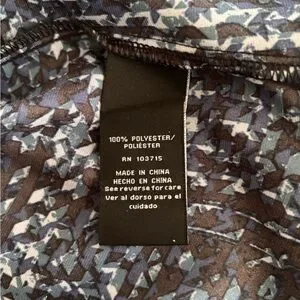 100% POLYESTER/
POLIÉSTER
RN 103715
MADE IN CHINA
HECHO EN CHINA
See reverse for care
Ver al dorso para el
cuidado